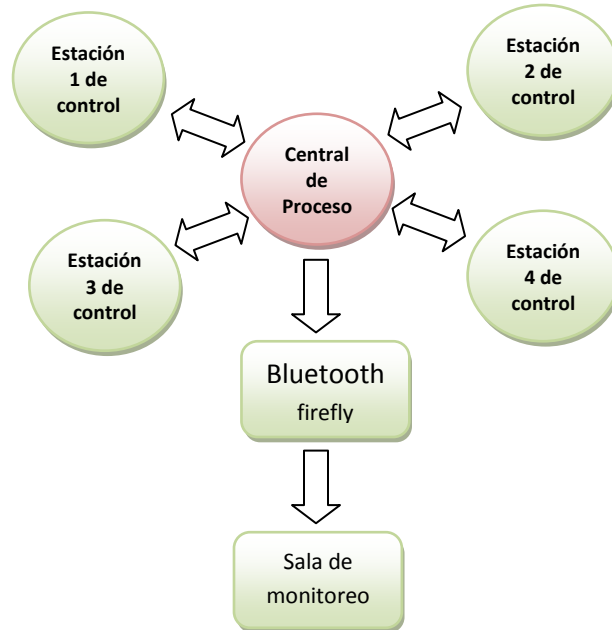 Estación
1 de
control
Estación
2 de
control
Central
de
Proceso
Estación
3 de
control
Estación
4 de
control
Bluetooth
firefly
Sala de
monitoreo